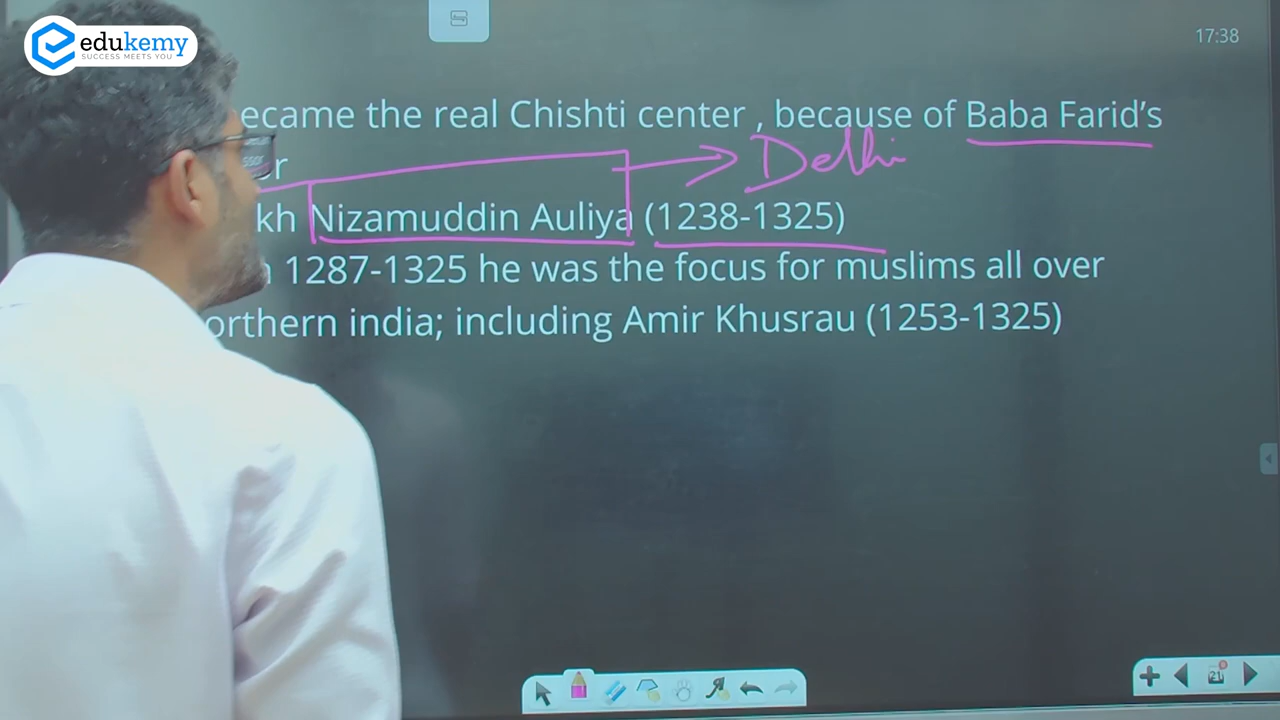 edukemy
SUCCESS MEETS YOU
17:38
ecame the real Chishti center , because of Baba Farid’s
r
Delhi
kh Nizamuddin Auliya (1238-1325)
1287-1325 he was the focus for muslims all over
orthern india; including Amir Khusrau (1253-1325)
21